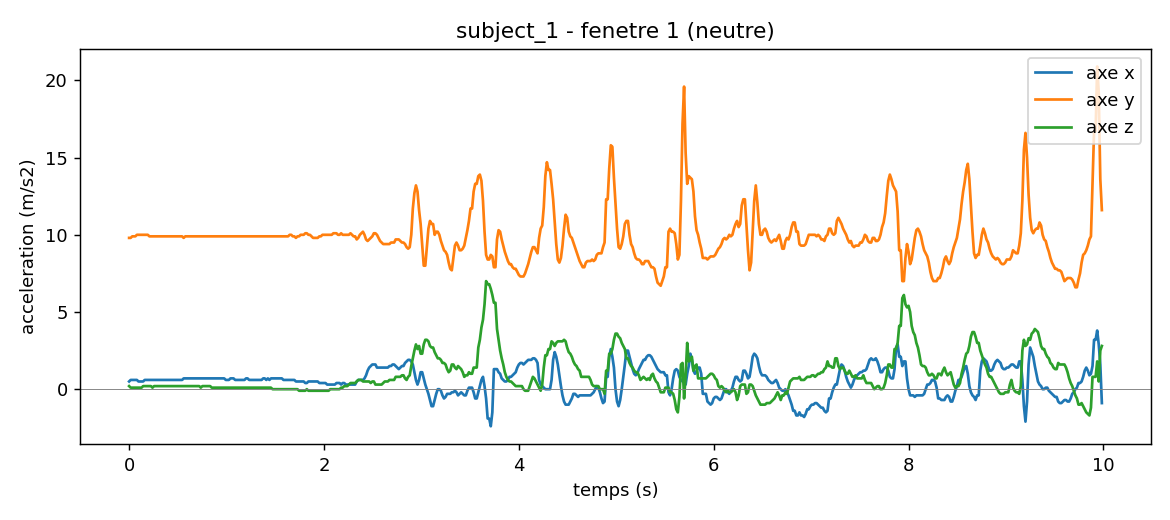 subject_1 - fenetre 1 (neutre)
axe x
axe y
axe z
acceleration (m/s2)
20
15
10
5
0
0
2
4
6
8
10
temps (s)